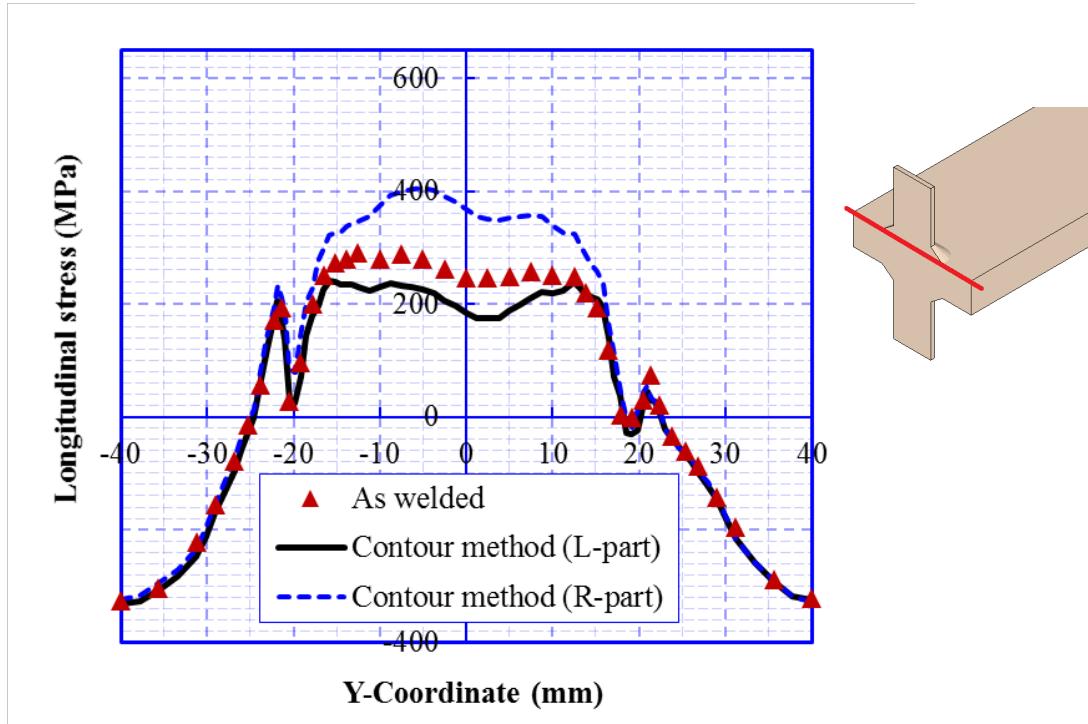 Longitudinal stress (MPa)
600
400
200
0
-40 -30 -20 -10 0 10 20 30 40
As welded
Contour method (L-part)
Contour method (R-part)
-400
Y-Coordinate (mm)